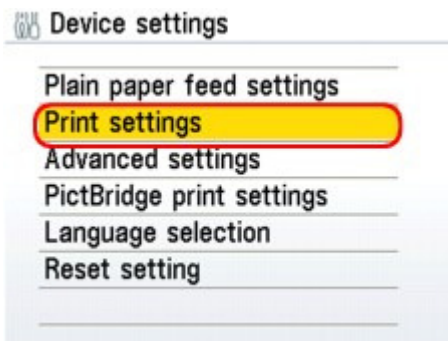 Device settings
Plain paper feed settings
Print settings
Advanced settings
PictBridge print settings
Language selection
Reset setting